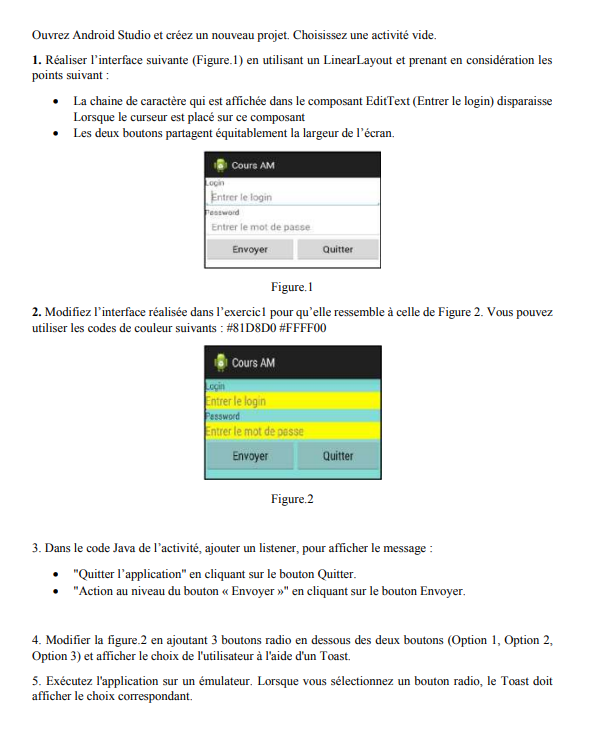 Ouvrez Android Studio et créez un nouveau projet. Choisissez une activité vide.
1. Réaliser l'interface suivante (Figure.1) en utilisant un LinearLayout et prenant en considération les
points suivant :
• La chaine de caractère qui est affichée dans le composant EditText (Entrer le login) disparaisse
Lorsque le curseur est placé sur ce composant
• Les deux boutons partagent équitablement la largeur de l'écran.
Cours AM
Login
Entrer le login
Password
Entrer le mot de passe
Envoyer Quitter
Figure.1
2. Modifiez l'interface réalisée dans l'exercic1 pour qu'elle ressemble à celle de Figure 2. Vous pouvez
utiliser les codes de couleur suivants : #81D8D0 #FFFF00
Cours AM
Login
Entrer le login
Password
Entrer le mot de passe
Envoyer Quitter
Figure.2
3. Dans le code Java de l'activité, ajouter un listener, pour afficher le message :
• "Quitter l'application" en cliquant sur le bouton Quitter.
• "Action au niveau du bouton « Envoyer »" en cliquant sur le bouton Envoyer.
4. Modifier la figure.2 en ajoutant 3 boutons radio en dessous des deux boutons (Option 1, Option 2,
Option 3) et afficher le choix de l'utilisateur à l'aide d'un Toast.
5. Exécutez l'application sur un émulateur. Lorsque vous sélectionnez un bouton radio, le Toast doit
afficher le choix correspondant.